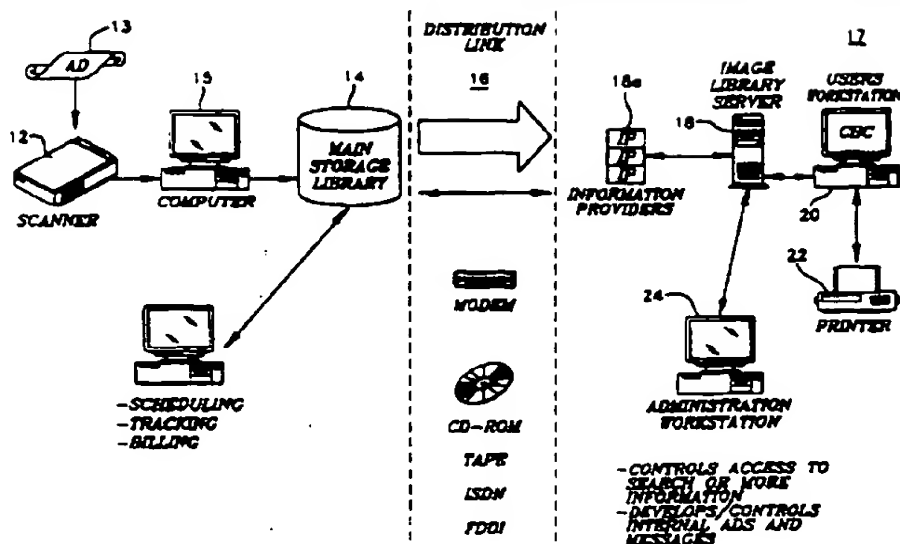 13
AD
12
SCANNER
15
COMPUTER
14
MAIN
STORAGE
LIBRARY
-SCHEDULING
-TRACKING
-BILLING
DISTRIBUTION
LINK
16
MODEM
CD-ROM
TAPE
ISDN
FDDI
17
18a
IP
IP
IP
INFORMATION
PROVIDERS
IMAGE
LIBRARY
SERVER
18
USERS
WORKSTATION
CBC
20
22
PRINTER
24
ADMINISTRATION
WORKSTATION
-CONTROLS ACCESS TO
SEARCH OR MORE
INFORMATION
-DEVELOPS/CONTROLS
INTERNAL ADS AND
MESSAGES